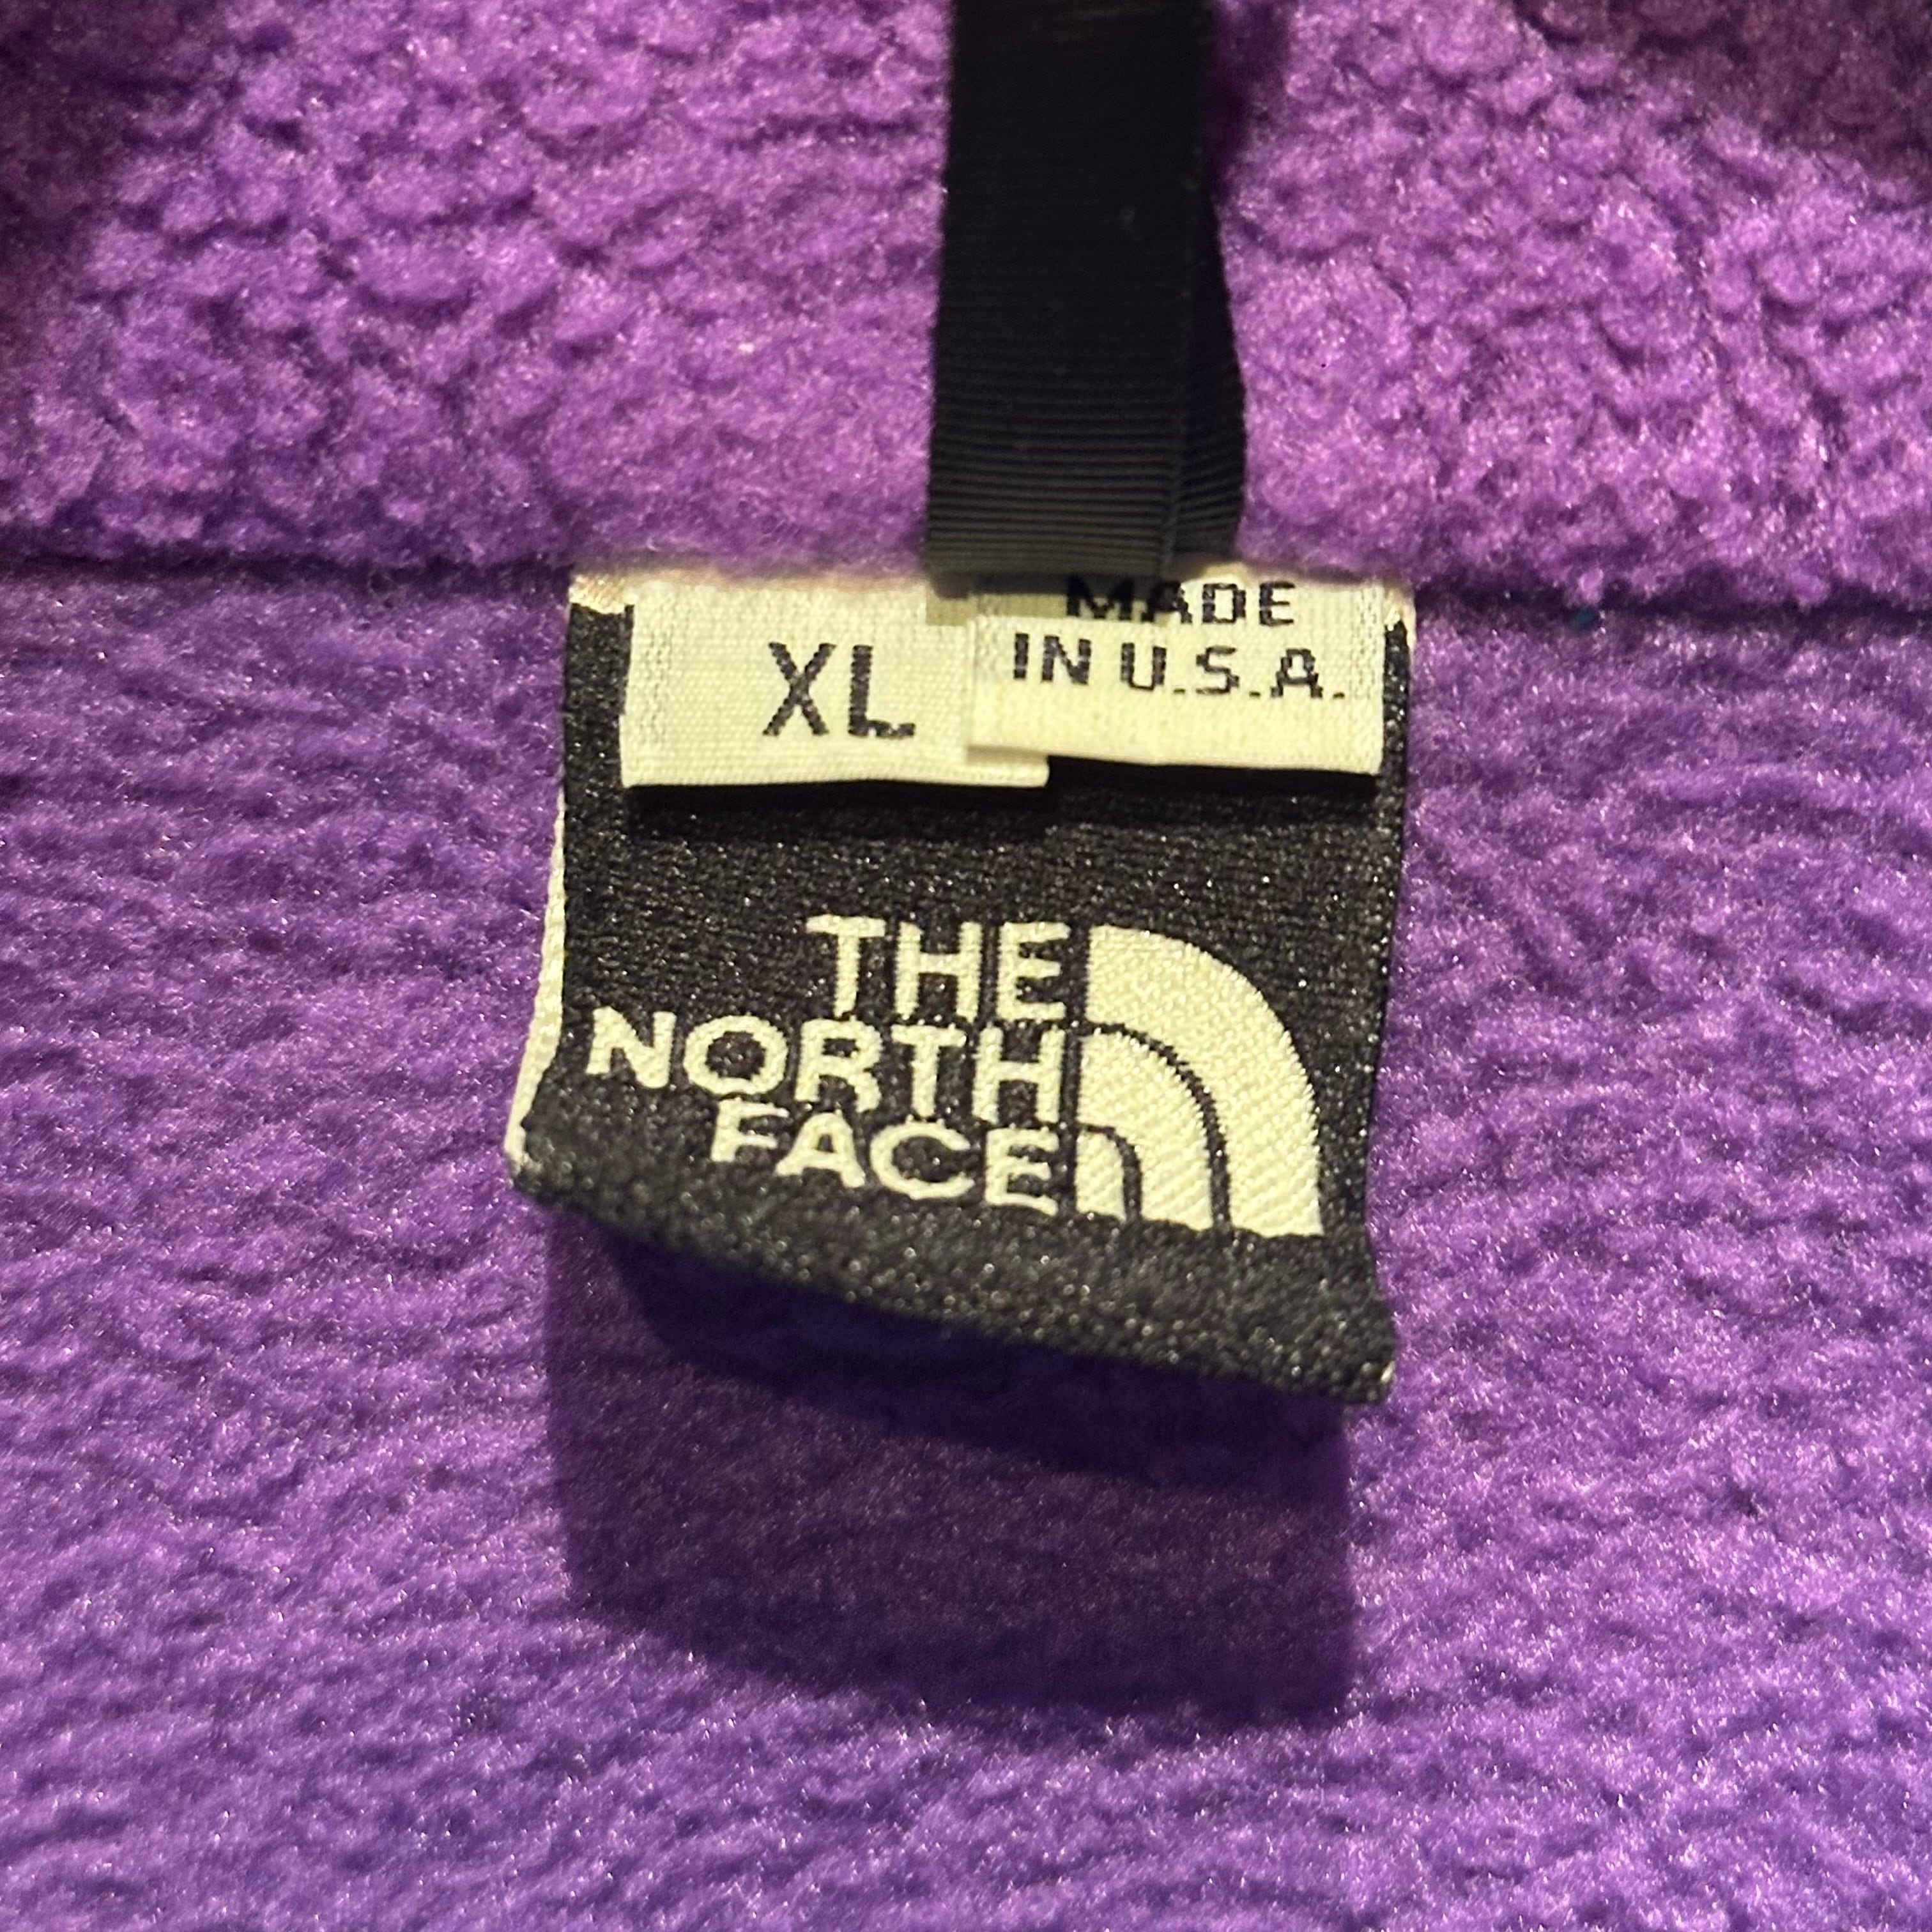 XL
MADE
IN U.S.A.
THE
NORTH
FACE